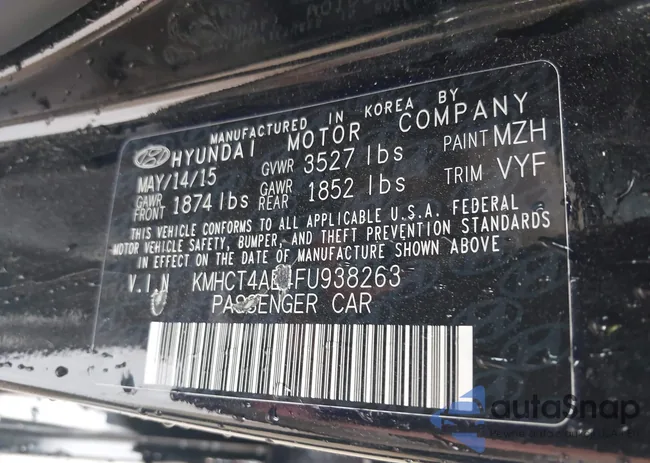 MANUFACTURED IN KOREA BY
HYUNDAI MOTOR COMPANY
MAY/14/15 GVWR 3527 lbs PAINT MZH
GAWR FRONT 1874 lbs GAWR REAR 1852 lbs TRIM VYF
THIS VEHICLE CONFORMS TO ALL APPLICABLE U.S.A. FEDERAL
MOTOR VEHICLE SAFETY, BUMPER, AND THEFT PREVENTION STANDARDS
IN EFFECT ON THE DATE OF MANUFACTURE SHOWN ABOVE
V.I.N
PASSENGER CAR
autoSnap